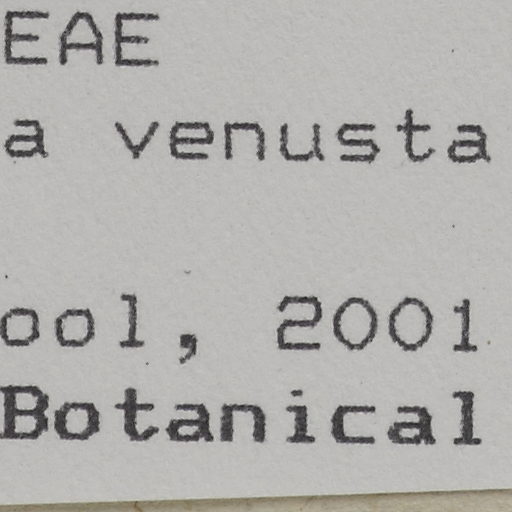 EAE
a venusta
ool, 2001
Botanical